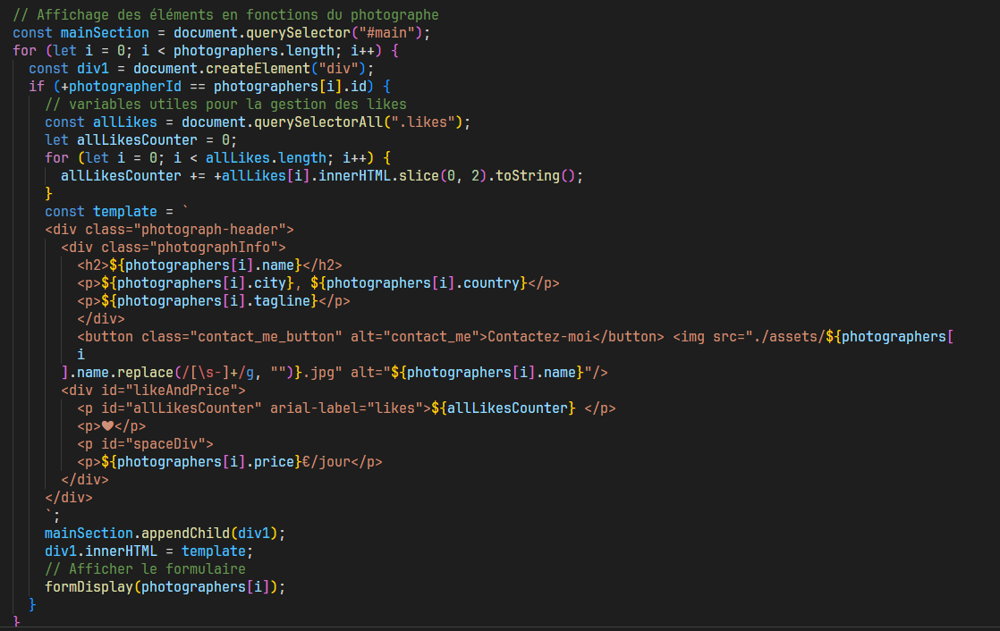 // Affichage des éléments en fonctions du photographe
const mainSection = document.querySelector("#main");
for (let i = 0; i < photographers.length; i++) {
  const div1 = document.createElement("div");
  if (+photographerId == photographers[i].id) {
    // variables utiles pour la gestion des likes
    const allLikes = document.querySelectorAll(".likes");
    let allLikesCounter = 0;
    for (let i = 0; i < allLikes.length; i++) {
      allLikesCounter += +allLikes[i].innerHTML.slice(0, 2).toString();
    }
    const template = `
    <div class="photograph-header">
      <div class="photographInfo">
        <h2>${photographers[i].name}</h2>
        <p>${photographers[i].city}, ${photographers[i].country}</p>
        <p>${photographers[i].tagline}</p>
        </div>
        <button class="contact_me_button" alt="contact_me">Contactez-moi</button> <img src="./assets/${photographers[
        i
      ].name.replace(/[\s-]+/g, "")}.jpg" alt="${photographers[i].name}"/>
      <div id="likeAndPrice">
        <p id="allLikesCounter" arial-label="likes">${allLikesCounter} </p>
        <p>♥</p>
        <p id="spaceDiv">
        <p>${photographers[i].price}€/jour</p>
      </div>
    </div>
    `;
    mainSection.appendChild(div1);
    div1.innerHTML = template;
    // Afficher le formulaire
    formDisplay(photographers[i]);
  }
}